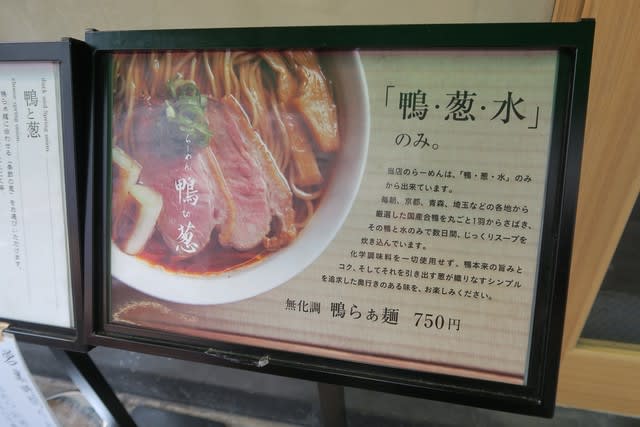 duck and spring onion
鴨と葱
らーめん
鴨to葱
「鴨・葱・水」
のみ。
当店のらーめんは、「鴨・葱・水」のみ
から出来ています。
毎朝、京都、青森、埼玉などの各地から
厳選した国産合鴨を丸ごと1羽からさばき、
その鴨と水のみで数日間、じっくりスープを
炊き込んでいます。
化学調味料を一切使用せず、鴨本来の旨みと
コク、そしてそれを引き出す葱が織りなすシンプル
を追求した奥行きのある味を、お楽しみください。
無化調 鴨らぁ麺 750円